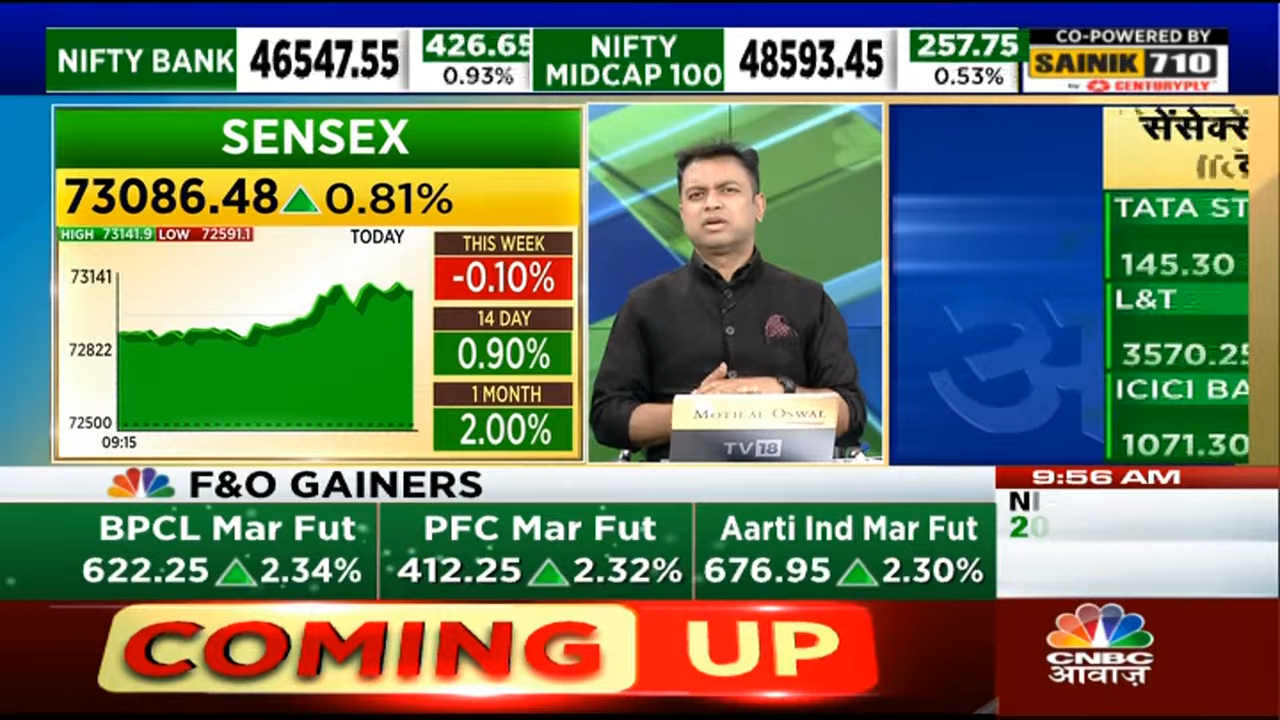 NIFTY BANK
46547.55
426.65
0.93%
NIFTY
MIDCAP 100
48593.45
257.75
0.53%
CO-POWERED BY
SAINIK 710
by CENTURYPLY
SENSEX
73086.48 0.81%
HIGH 73141.9 LOW 72591.1
TODAY
73141
72822
72500
09:15
THIS WEEK
-0.10%
14 DAY
0.90%
1 MONTH
2.00%
MOTILAL OSWAL
TV18
सेंसेक्स
TATA ST
145.30
L&T
3570.25
ICICI BA
1071.30
F&O GAINERS
BPCL Mar Fut
622.25 2.34%
PFC Mar Fut
412.25 2.32%
Aarti Ind Mar Fut
676.95 2.30%
9:56 AM
NI
20
COMING UP
CNBC
आवाज़